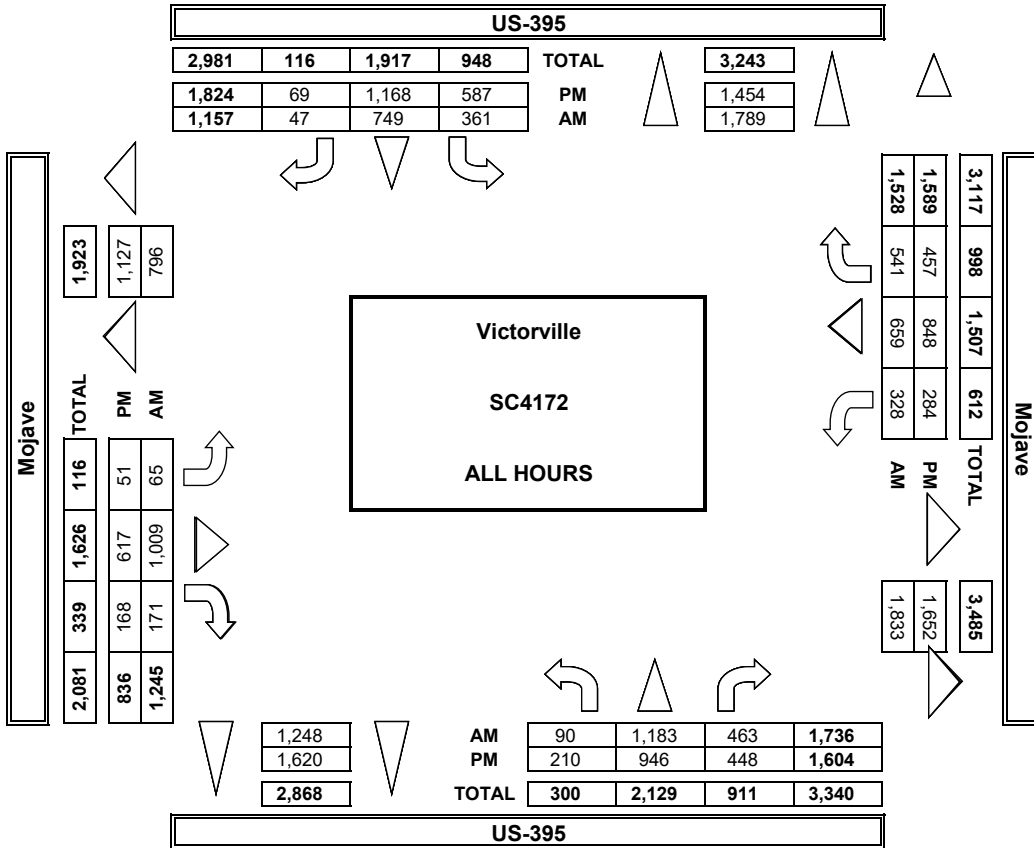 US-395
2,981 116 1,917 948 TOTAL 3,243
1,824 69 1,168 587 PM 1,454
1,157 47 749 361 AM 1,789
Mojave
1,923
1,127
796
TOTAL
PM
AM
116 1,626 339 2,081
51 617 168 836
65 1,009 171 1,245
Victorville
SC4172
ALL HOURS
3,117 998 1,507 612 TOTAL
1,589 457 848 284 PM
1,528 541 659 328 AM
3,485
1,652
1,833
Mojave
1,248 AM 90 1,183 463 1,736
1,620 PM 210 946 448 1,604
2,868 TOTAL 300 2,129 911 3,340
US-395